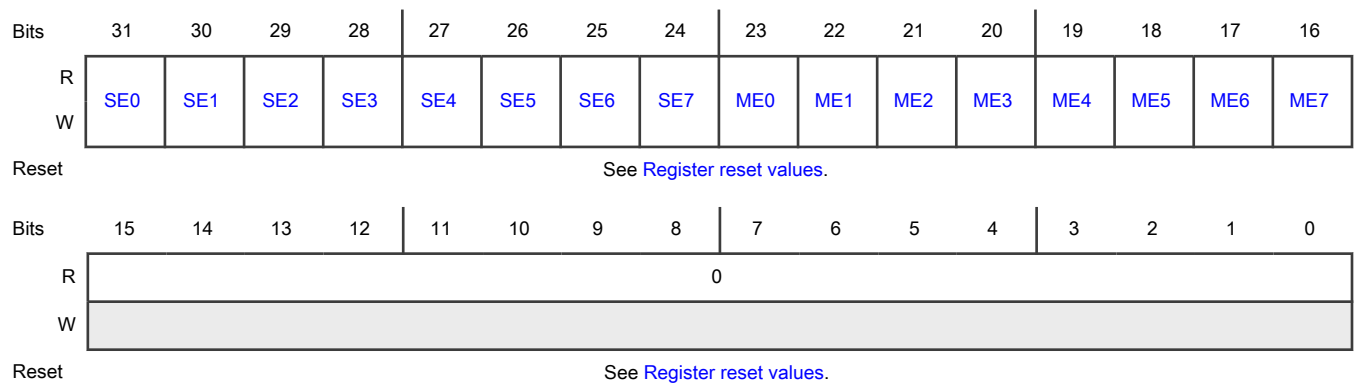 Bits 31 30 29 28 27 26 25 24 23 22 21 20 19 18 17 16
R
SE0 SE1 SE2 SE3 SE4 SE5 SE6 SE7 ME0 ME1 ME2 ME3 ME4 ME5 ME6 ME7
W
Reset See Register reset values.
Bits 15 14 13 12 11 10 9 8 7 6 5 4 3 2 1 0
R 0
W
Reset See Register reset values.